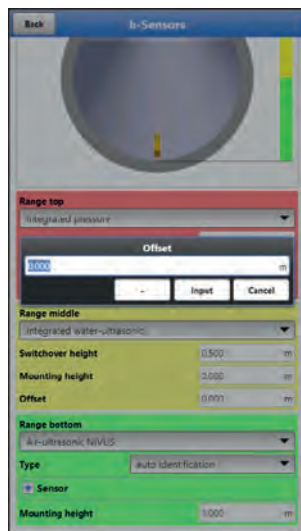 Back h-Sensors
Range top
Integrated pressure
Offset
0.000 m
- Input Cancel
Range middle
Integrated water-ultrasonic
Switchover height 0.500 m
Mounting height 0.000 m
Offset 0.000 m
Range bottom
Air-ultrasonic NIVUS
Type auto identification
+ Sensor
Mounting height 1.000 m